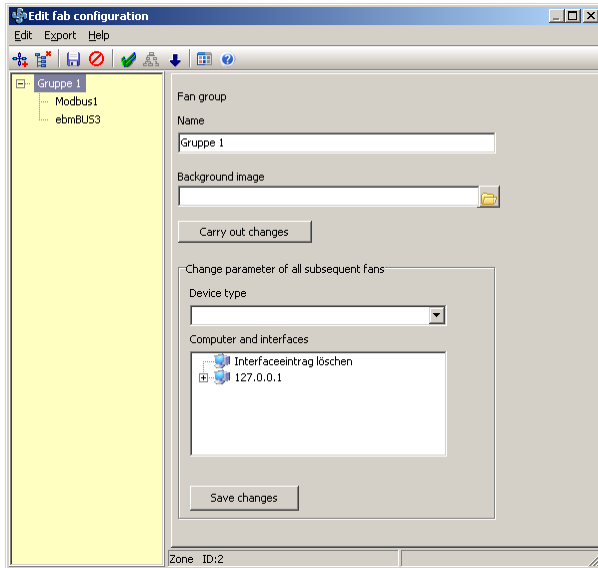 Edit fab configuration
Edit Export Help
Gruppe 1
Modbus1
ebmBUS3
Fan group
Name
Gruppe 1
Background image
Carry out changes
Change parameter of all subsequent fans
Device type
Computer and interfaces
Interfaceeintrag löschen
127.0.0.1
Save changes
Zone ID:2